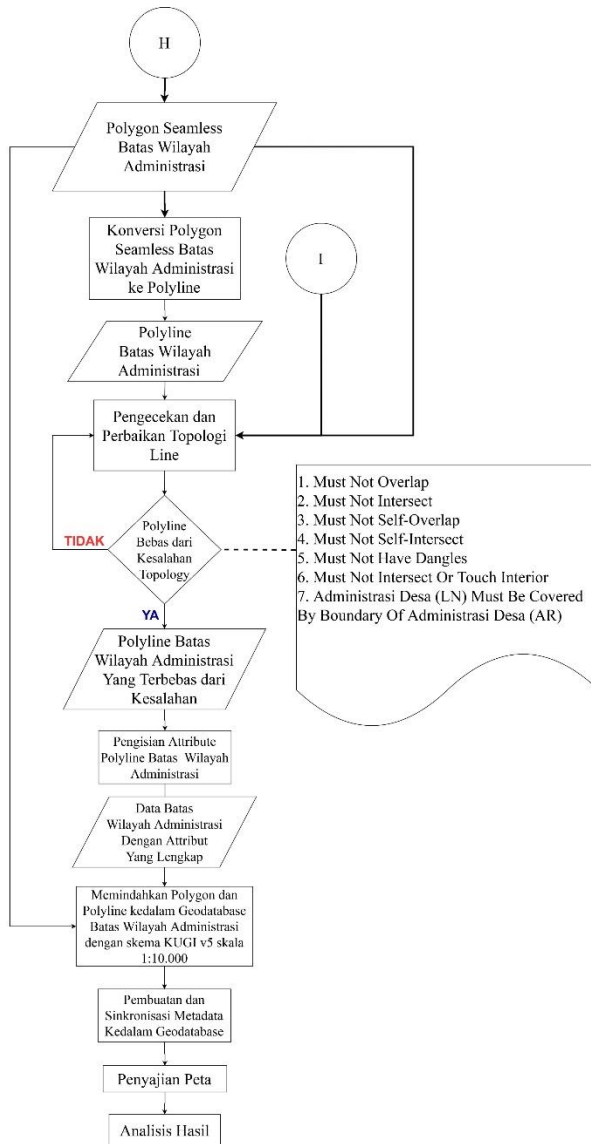 H
Polygon Seamless
Batas Wilayah
Administrasi
Konversi Polygon
Seamless Batas
Wilayah Administrasi
ke Polyline
I
Polyline
Batas Wilayah
Administrasi
Pengecekan dan
Perbaikan Topologi
Line
TIDAK
Polyline
Bebas dari
Kesalahan
Topology
1. Must Not Overlap
2. Must Not Intersect
3. Must Not Self-Overlap
4. Must Not Self-Intersect
5. Must Not Have Dangles
6. Must Not Intersect Or Touch Interior
7. Administrasi Desa (LN) Must Be Covered
By Boundary Of Administrasi Desa (AR)
YA
Polyline Batas
Wilayah Administrasi
Yang Terbebas dari
Kesalahan
Pengisian Attribute
Polyline Batas Wilayah
Administrasi
Data Batas
Wilayah Administrasi
Dengan Attribut
Yang Lengkap
Memindahkan Polygon dan
Polyline kedalam Geodatabase
Batas Wilayah Administrasi
dengan skema KUGI v5 skala
1:10.000
Pembuatan dan
Sinkronisasi Metadata
Kedalam Geodatabase
Penyajian Peta
Analisis Hasil